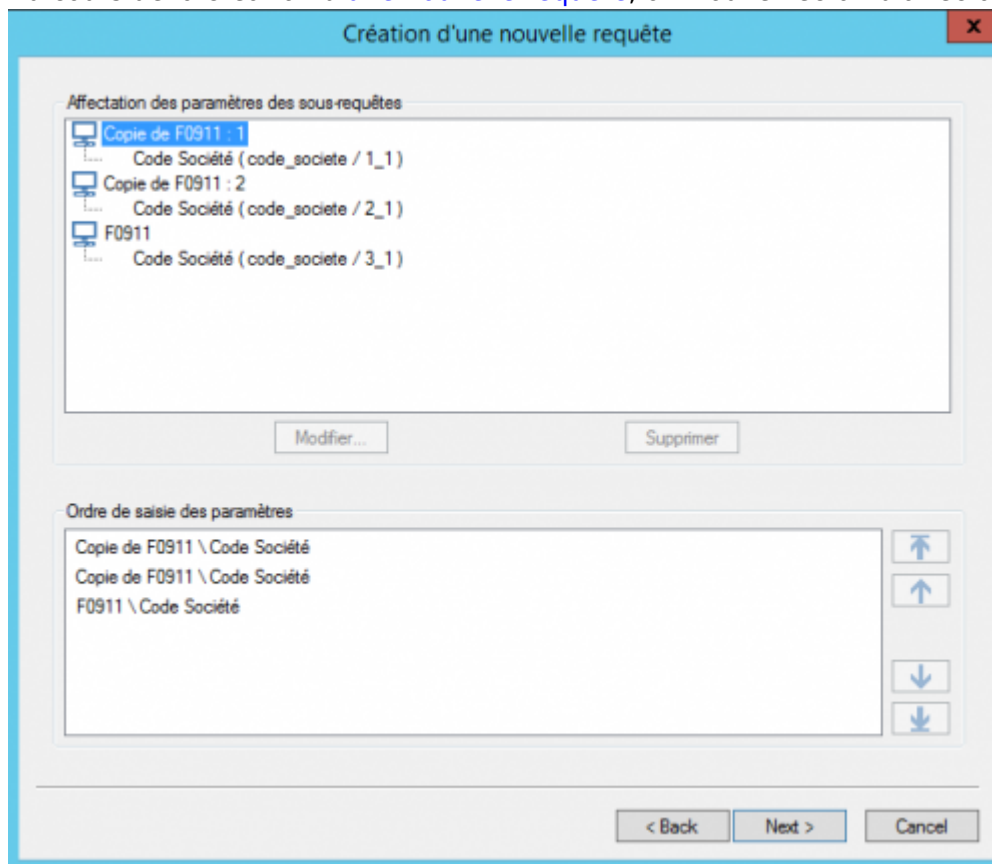 Création d'une nouvelle requête
x
Affectation des paramètres des sous-requêtes
Copie de F0911 : 1
Code Société ( code_societe / 1_1 )
Copie de F0911 : 2
Code Société ( code_societe / 2_1 )
F0911
Code Société ( code_societe / 3_1 )
Modifier...
Supprimer
Ordre de saisie des paramètres
Copie de F0911 \ Code Société
Copie de F0911 \ Code Société
F0911 \ Code Société
< Back
Next >
Cancel